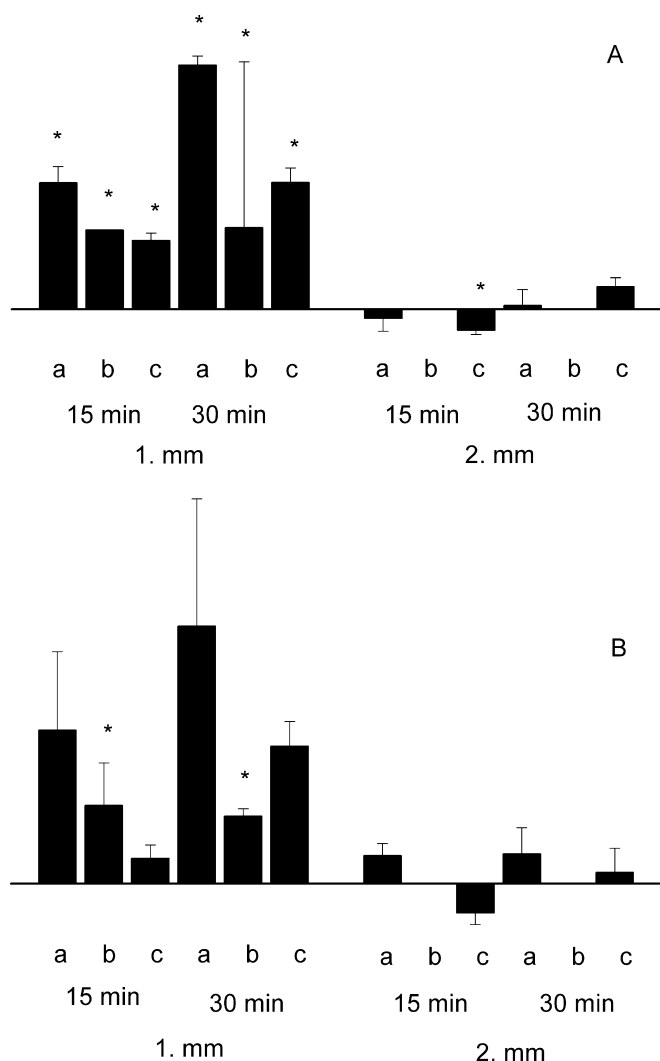 A
* * * * * *
*
a b c a b c a b c a b c
15 min 30 min 15 min 30 min
1. mm 2. mm
B
* *
a b c a b c a b c a b c
15 min 30 min 15 min 30 min
1. mm 2. mm